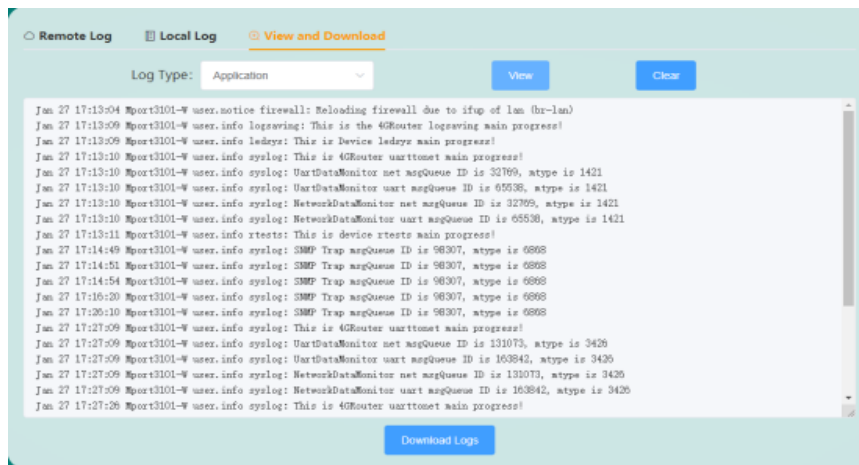 Remote Log Local Log View and Download
Log Type: Application View Clear
Jan 27 17:13:04 Mport3101-W user.notice firewall: Reloading firewall due to ifup of lan (br-lan)
Jan 27 17:13:09 Mport3101-W user.info logsaving: This is the 4GRouter logsaving main progress!
Jan 27 17:13:09 Mport3101-W user.info ledsys: This is Device ledsys main progress!
Jan 27 17:13:10 Mport3101-W user.info syslog: This is 4GRouter uarttonet main progress!
Jan 27 17:13:10 Mport3101-W user.info syslog: UartDataMonitor net msgQueue ID is 32769, mtype is 1421
Jan 27 17:13:10 Mport3101-W user.info syslog: UartDataMonitor uart msgQueue ID is 65538, mtype is 1421
Jan 27 17:13:10 Mport3101-W user.info syslog: NetworkDataMonitor net msgQueue ID is 32769, mtype is 1421
Jan 27 17:13:10 Mport3101-W user.info syslog: NetworkDataMonitor uart msgQueue ID is 65538, mtype is 1421
Jan 27 17:13:11 Mport3101-W user.info rtests: This is device rtests main progress!
Jan 27 17:14:49 Mport3101-W user.info syslog: SNMP Trap msgQueue ID is 98307, mtype is 6868
Jan 27 17:14:51 Mport3101-W user.info syslog: SNMP Trap msgQueue ID is 98307, mtype is 6868
Jan 27 17:14:54 Mport3101-W user.info syslog: SNMP Trap msgQueue ID is 98307, mtype is 6868
Jan 27 17:16:20 Mport3101-W user.info syslog: SNMP Trap msgQueue ID is 98307, mtype is 6868
Jan 27 17:26:10 Mport3101-W user.info syslog: SNMP Trap msgQueue ID is 98307, mtype is 6868
Jan 27 17:27:09 Mport3101-W user.info syslog: This is 4GRouter uarttonet main progress!
Jan 27 17:27:09 Mport3101-W user.info syslog: UartDataMonitor net msgQueue ID is 131073, mtype is 3426
Jan 27 17:27:09 Mport3101-W user.info syslog: UartDataMonitor uart msgQueue ID is 163842, mtype is 3426
Jan 27 17:27:09 Mport3101-W user.info syslog: NetworkDataMonitor net msgQueue ID is 131073, mtype is 3426
Jan 27 17:27:09 Mport3101-W user.info syslog: NetworkDataMonitor uart msgQueue ID is 163842, mtype is 3426
Jan 27 17:27:26 Mport3101-W user.info syslog: This is 4GRouter uarttonet main progress!
Download Logs